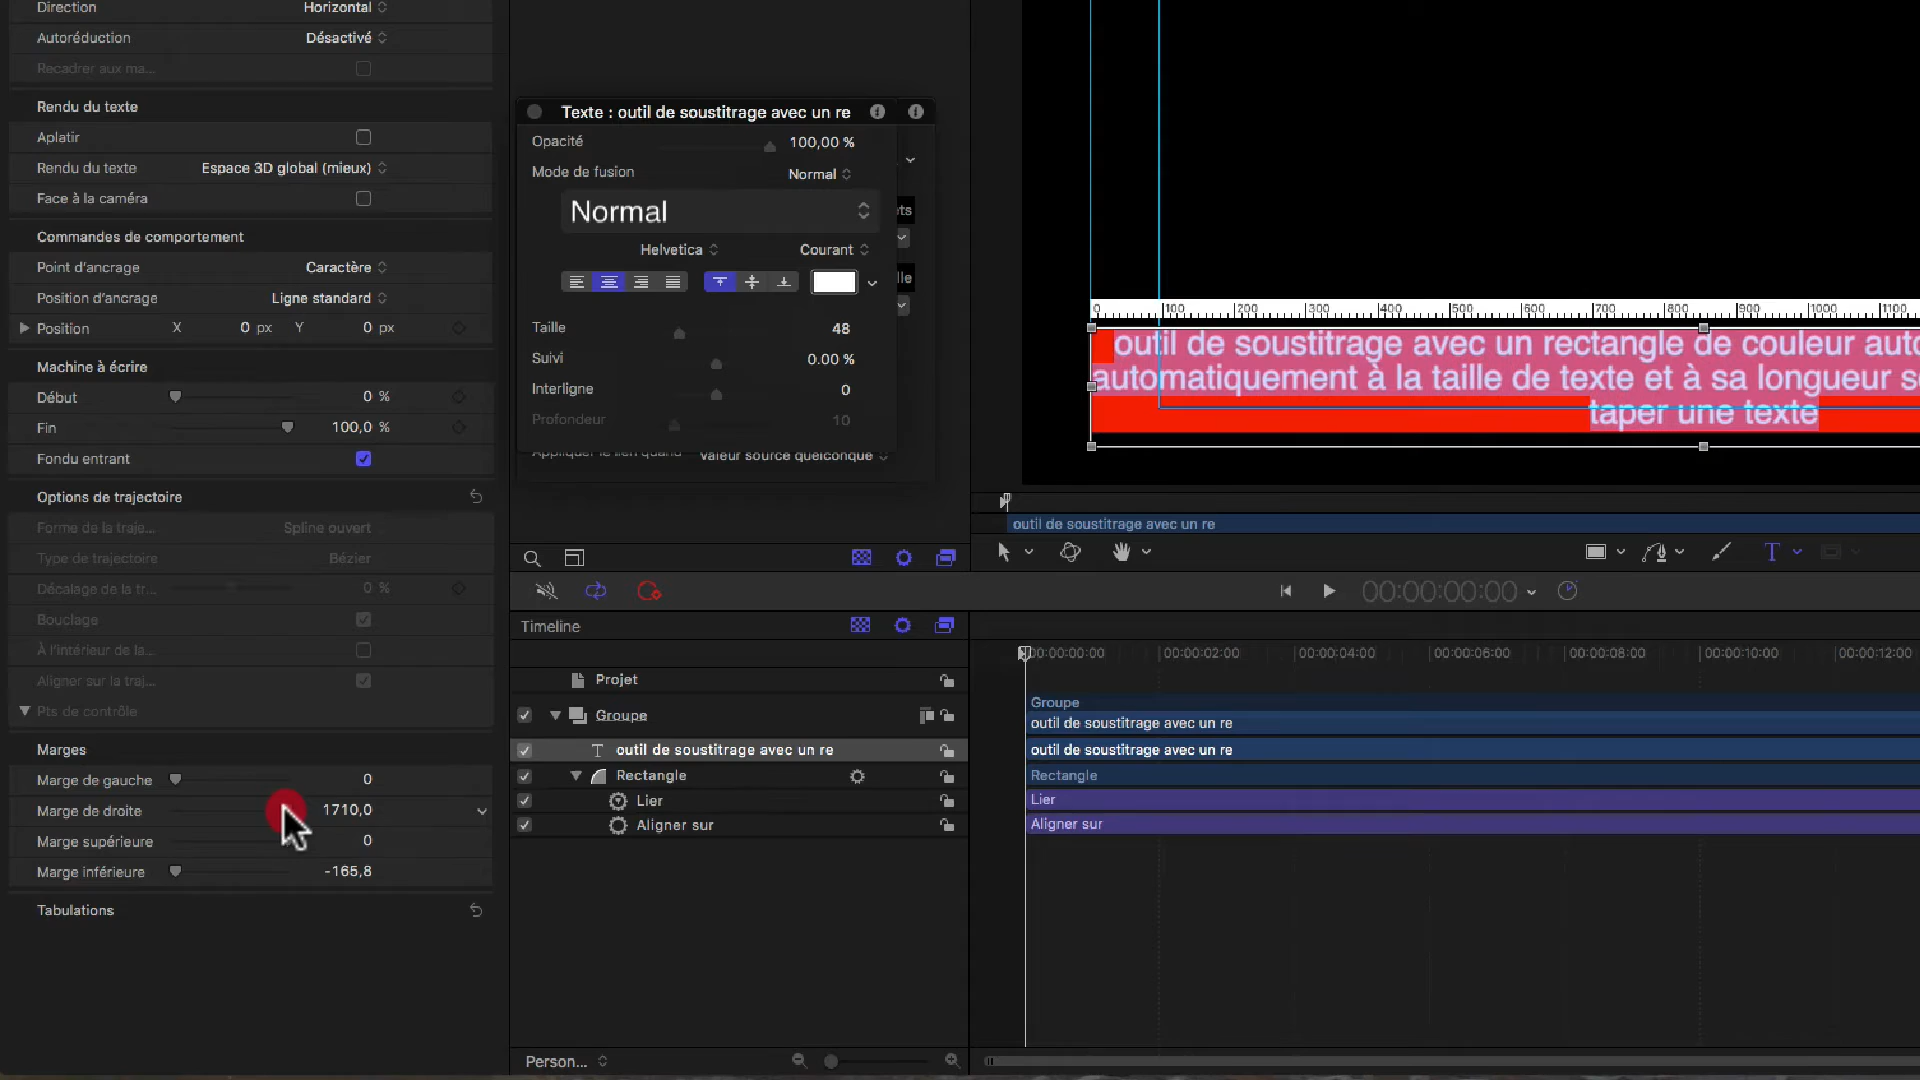 Direction Horizontal
Autoréduction Désactivé
Recadrer aux ma...
Rendu du texte
Aplatir
Rendu du texte Espace 3D global (mieux)
Face à la caméra
Commandes de comportement
Point d'ancrage Caractère
Position d'ancrage Ligne standard
Position X 0 px Y 0 px
Machine à écrire
Début 0 %
Fin 100,0 %
Fondu entrant
Options de trajectoire
Forme de la traje... Spline ouvert
Type de trajectoire Bézier
Décalage de la tr... 0 %
Bouclage
À l'intérieur de la...
Aligner sur la traj...
Pts de contrôle
Marges
Marge de gauche 0
Marge de droite 1710,0
Marge supérieure 0
Marge inférieure -165,8
Tabulations
Texte : outil de soustitrage avec un re
Opacité 100,00 %
Mode de fusion Normal
Normal
Helvetica Courant
Taille 48
Suivi 0.00 %
Interligne 0
Profondeur 10
Appliquer le lien quand Valeur source quelconque
0 100 200 300 400 500 600 700 800 900 1000 1100
outil de soustitrage avec un rectangle de couleur auto
automatiquement à la taille de texte et à sa longueur s
taper une texte
outil de soustitrage avec un re
T
00:00:00:00
Timeline
00:00:00:00 00:00:02:00 00:00:04:00 00:00:06:00 00:00:08:00 00:00:10:00 00:00:12:00
Projet
Groupe
T outil de soustitrage avec un re
Rectangle
Lier
Aligner sur
Groupe
outil de soustitrage avec un re
outil de soustitrage avec un re
Rectangle
Lier
Aligner sur
Person...